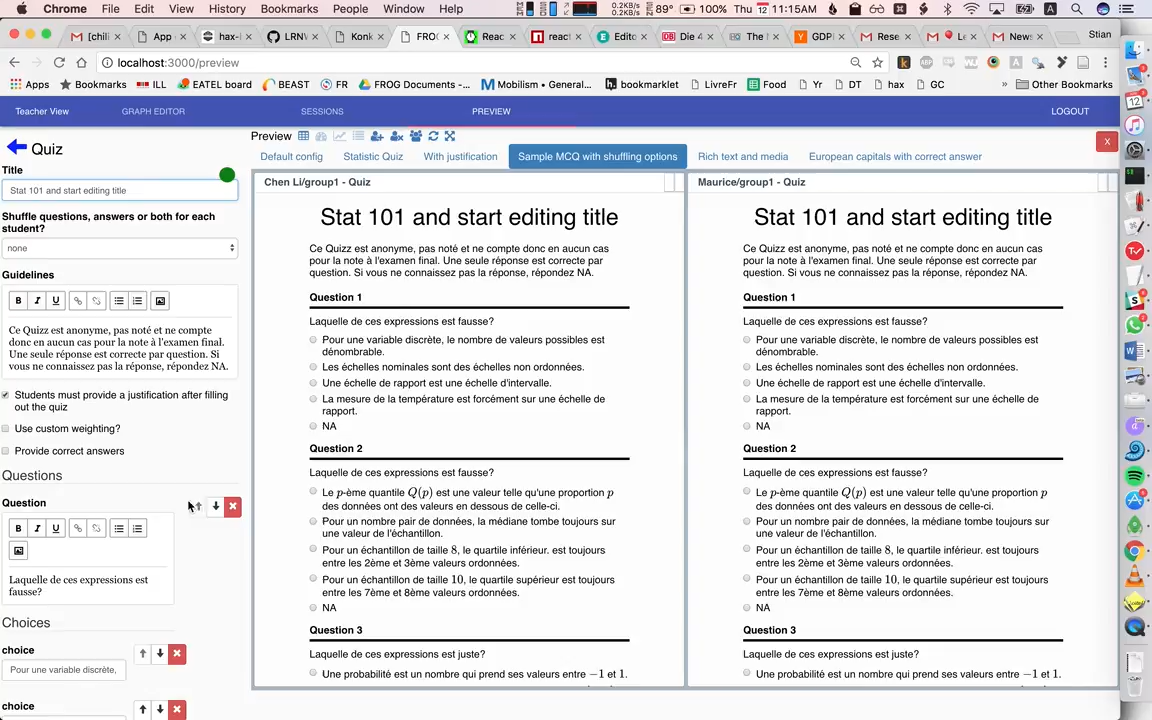 Chrome File Edit View History Bookmarks People Window Help 0.2KB/s 0.2KB/s 89° 100% Thu 12 11:15AM
[chili App hax-l LRNV Konk FROG Reac react Edito Die 4 The GDPI Rese Le News Stian
localhost:3000/preview
Apps Bookmarks ILL EATEL board BEAST FR FROG Documents -... Mobilism • General... bookmarklet LivreFr Food Yr DT hax GC » Other Bookmarks
Teacher View GRAPH EDITOR SESSIONS PREVIEW LOGOUT
Quiz
Title
Stat 101 and start editing title
Shuffle questions, answers or both for each
student?
none
Guidelines
B I U
Ce Quizz est anonyme, pas noté et ne compte
donc en aucun cas pour la note à l'examen final.
Une seule réponse est correcte par question. Si
vous ne connaissez pas la réponse, répondez NA.
Students must provide a justification after filling
out the quiz
Use custom weighting?
Provide correct answers
Questions
Question
B I U
Laquelle de ces expressions est
fausse?
Choices
choice
Pour une variable discrète,
choice
Preview
X
Default config Statistic Quiz With justification Sample MCQ with shuffling options Rich text and media European capitals with correct answer
Chen Li/group1 - Quiz
Stat 101 and start editing title
Ce Quizz est anonyme, pas noté et ne compte donc en aucun cas
pour la note à l'examen final. Une seule réponse est correcte par
question. Si vous ne connaissez pas la réponse, répondez NA.
Question 1
Laquelle de ces expressions est fausse?
Pour une variable discrète, le nombre de valeurs possibles est
dénombrable.
Les échelles nominales sont des échelles non ordonnées.
Une échelle de rapport est une échelle d'intervalle.
La mesure de la température est forcément sur une échelle de
rapport.
NA
Question 2
Laquelle de ces expressions est fausse?
Le p-ème quantile Q(p) est une valeur telle qu'une proportion p
des données ont des valeurs en dessous de celle-ci.
Pour un nombre pair de données, la médiane tombe toujours sur
une valeur de l'échantillon.
Pour un échantillon de taille 8, le quartile inférieur. est toujours
entre les 2ème et 3ème valeurs ordonnées.
Pour un échantillon de taille 10, le quartile supérieur est toujours
entre les 7ème et 8ème valeurs ordonnées.
NA
Question 3
Laquelle de ces expressions est juste?
Une probabilité est un nombre qui prend ses valeurs entre −1 et 1.
Maurice/group1 - Quiz
Stat 101 and start editing title
Ce Quizz est anonyme, pas noté et ne compte donc en aucun cas
pour la note à l'examen final. Une seule réponse est correcte par
question. Si vous ne connaissez pas la réponse, répondez NA.
Question 1
Laquelle de ces expressions est fausse?
Pour une variable discrète, le nombre de valeurs possibles est
dénombrable.
Les échelles nominales sont des échelles non ordonnées.
Une échelle de rapport est une échelle d'intervalle.
La mesure de la température est forcément sur une échelle de
rapport.
NA
Question 2
Laquelle de ces expressions est fausse?
Le p-ème quantile Q(p) est une valeur telle qu'une proportion p
des données ont des valeurs en dessous de celle-ci.
Pour un nombre pair de données, la médiane tombe toujours sur
une valeur de l'échantillon.
Pour un échantillon de taille 8, le quartile inférieur. est toujours
entre les 2ème et 3ème valeurs ordonnées.
Pour un échantillon de taille 10, le quartile supérieur est toujours
entre les 7ème et 8ème valeurs ordonnées.
NA
Question 3
Laquelle de ces expressions est juste?
Une probabilité est un nombre qui prend ses valeurs entre −1 et 1.